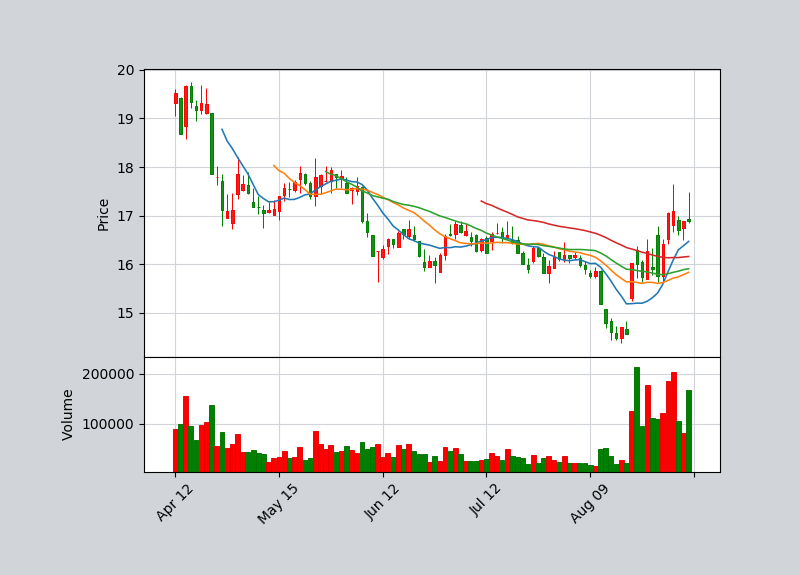 20
19
18
17
16
15
Price
200000
100000
Volume
Apr 12
May 15
Jun 12
Jul 12
Aug 09